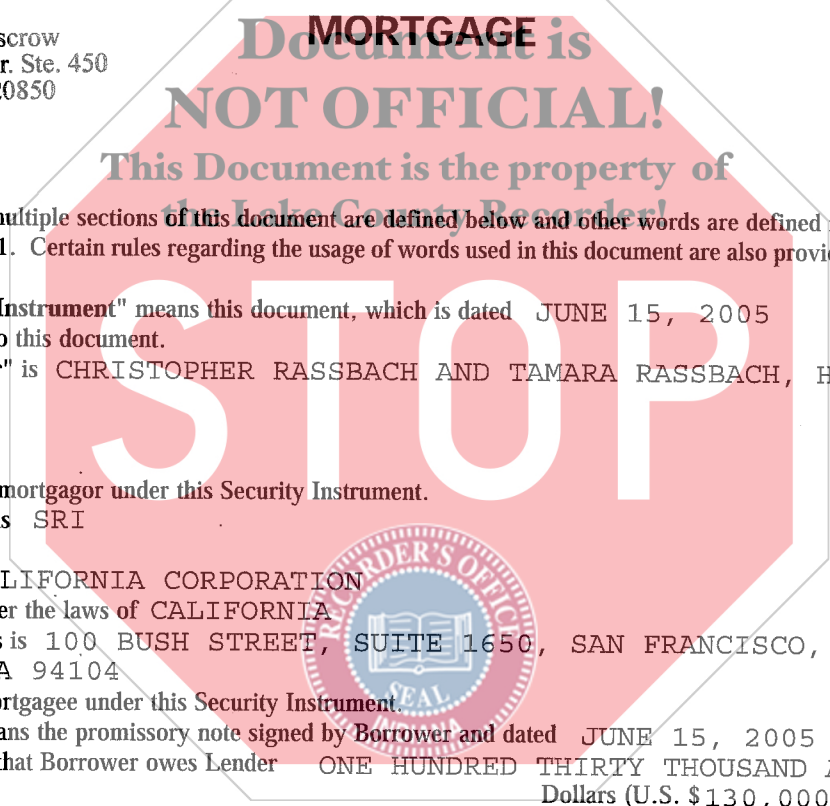 MORTGAGE
Document is
scrow
r. Ste. 450
20850
NOT OFFICIAL!
This Document is the property of
the Lake County Recorder!
multiple sections of this document are defined below and other words are defined
1. Certain rules regarding the usage of words used in this document are also provi
Instrument" means this document, which is dated JUNE 15, 2005
o this document.
" is CHRISTOPHER RASSBACH AND TAMARA RASSBACH, H
STOP
mortgagor under this Security Instrument.
s SRI
LIFORNIA CORPORATION
er the laws of CALIFORNIA
s is 100 BUSH STREET, SUITE 1650, SAN FRANCISCO,
A 94104
rtgagee under this Security Instrument.
ans the promissory note signed by Borrower and dated JUNE 15, 2005
that Borrower owes Lender ONE HUNDRED THIRTY THOUSAND A
Dollars (U.S. $130,000
RECORDER'S OFFICE
SEAL
INDIANA